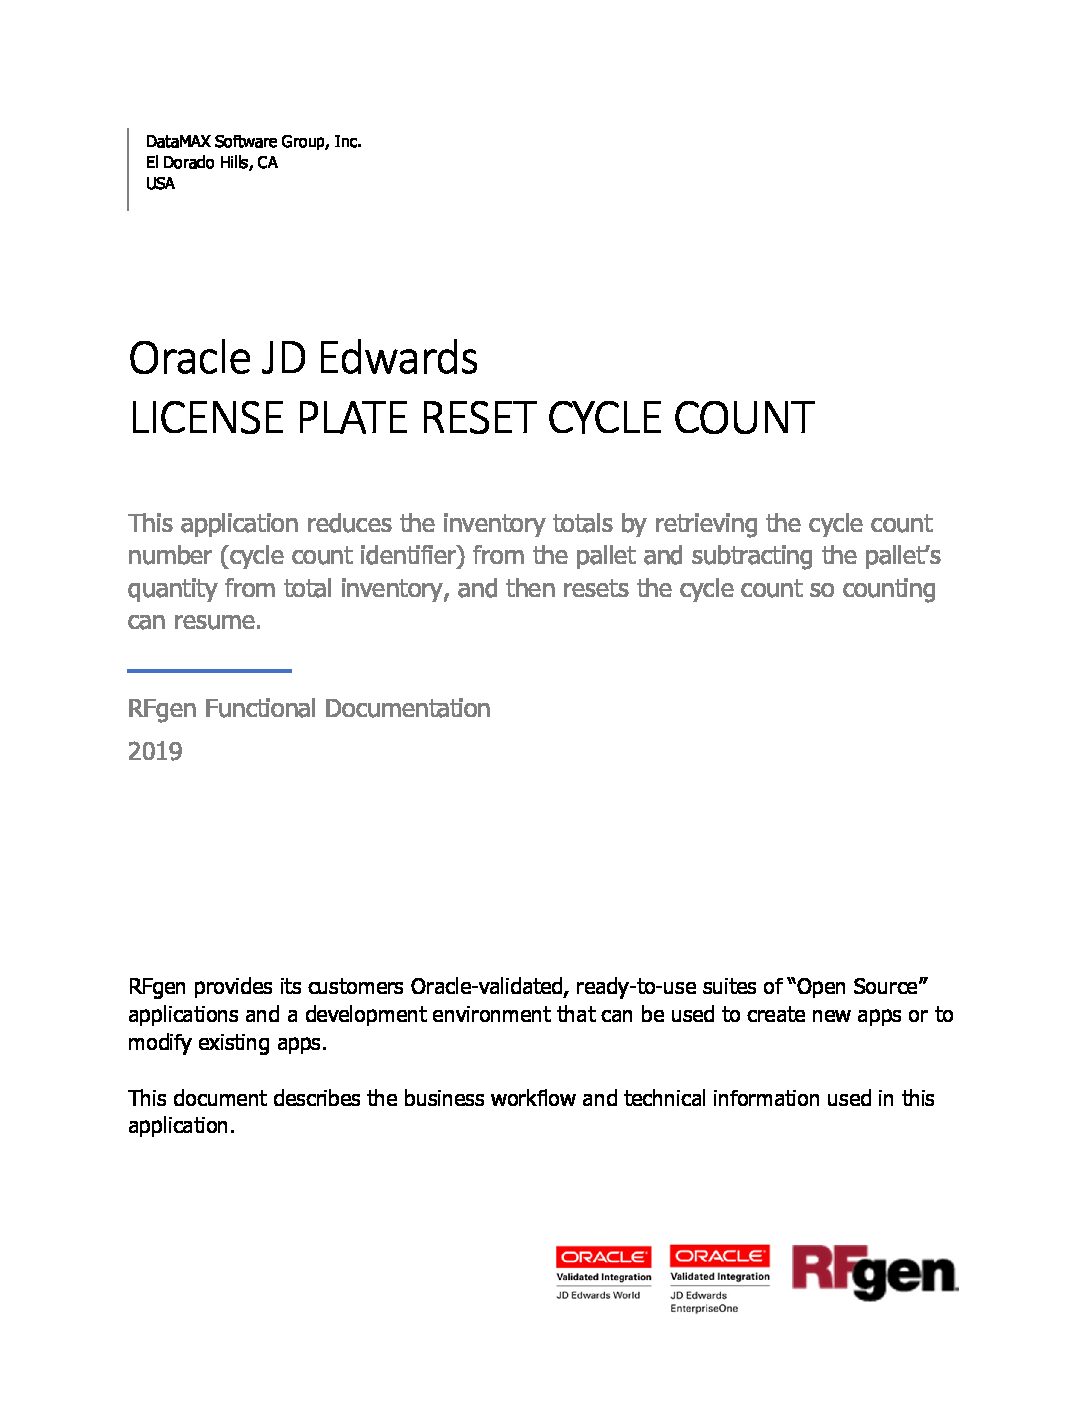 DataMAX Software Group, Inc.
El Dorado Hills, CA
USA
Oracle JD Edwards
LICENSE PLATE RESET CYCLE COUNT
This application reduces the inventory totals by retrieving the cycle count
number (cycle count identifier) from the pallet and subtracting the pallet’s
quantity from total inventory, and then resets the cycle count so counting
can resume.
RFgen Functional Documentation
2019
RFgen provides its customers Oracle-validated, ready-to-use suites of “Open Source”
applications and a development environment that can be used to create new apps or to
modify existing apps.
This document describes the business workflow and technical information used in this
application.
ORACLE
Validated Integration
JD Edwards World
ORACLE
Validated Integration
JD Edwards
EnterpriseOne
RFgen